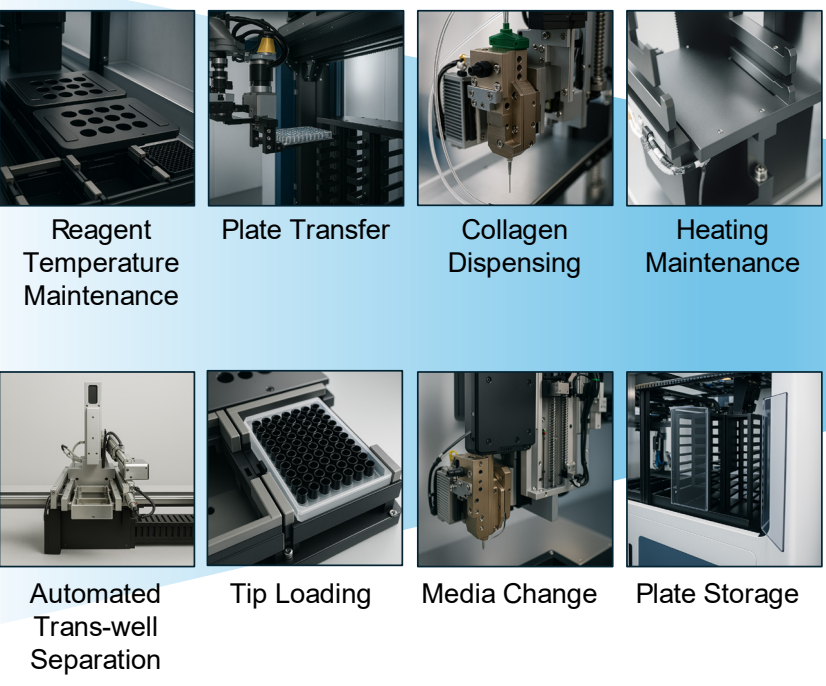 Reagent
Temperature
Maintenance
Plate Transfer
Collagen
Dispensing
Heating
Maintenance
Automated
Trans-well
Separation
Tip Loading
Media Change
Plate Storage